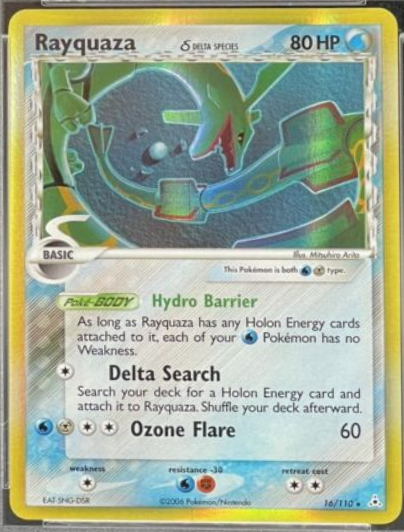 Rayquaza δ DELTA SPECIES 80 HP
BASIC
Illus. Mitsuhiro Arita
This Pokémon is both type.
Poké-BODY Hydro Barrier
As long as Rayquaza has any Holon Energy cards
attached to it, each of your Pokémon has no
Weakness.
Delta Search
Search your deck for a Holon Energy card and
attach it to Rayquaza. Shuffle your deck afterward.
Ozone Flare 60
weakness resistance -30 retreat cost
EAT-SNG-DSR ©2006 Pokémon/Nintendo 16/110 ★